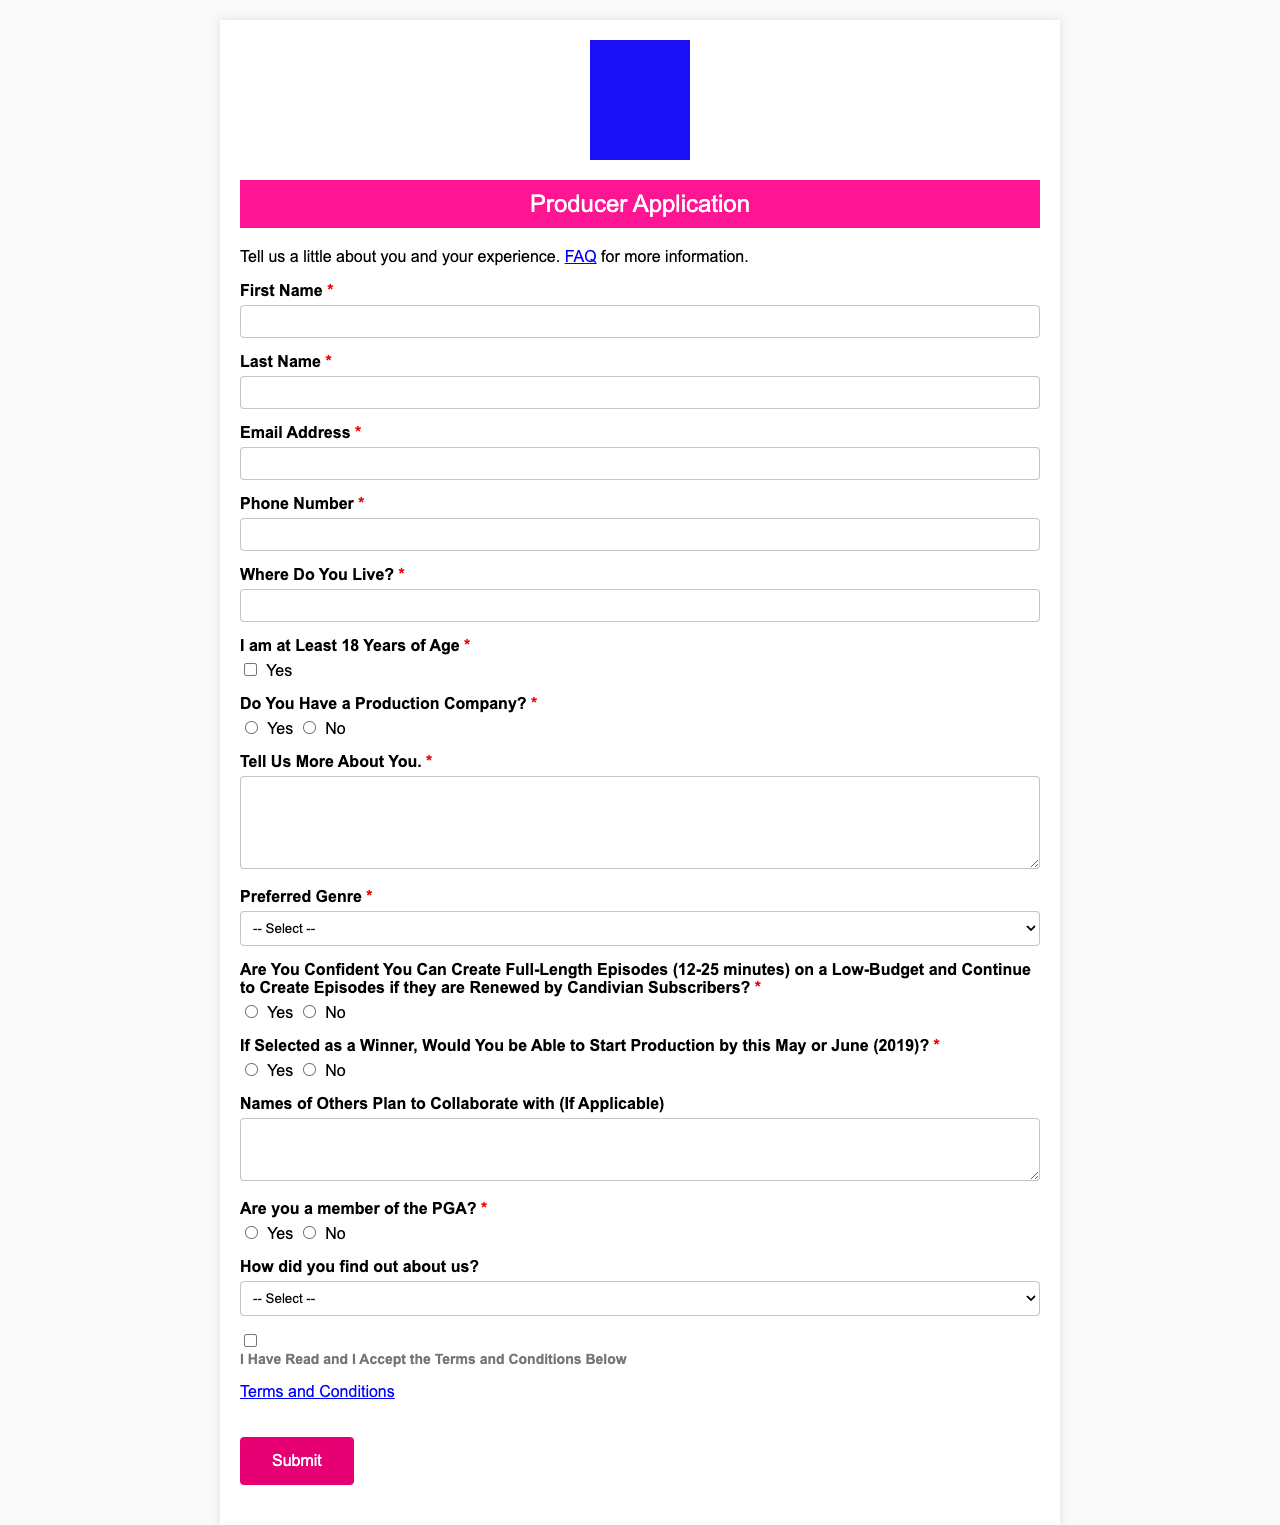 Producer Application
Tell us a little about you and your experience. FAQ for more information.
First Name *
Last Name *
Email Address *
Phone Number *
Where Do You Live? *
I am at Least 18 Years of Age *
Yes
Do You Have a Production Company? *
Yes No
Tell Us More About You. *
Preferred Genre *
-- Select --
Are You Confident You Can Create Full-Length Episodes (12-25 minutes) on a Low-Budget and Continue
to Create Episodes if they are Renewed by Candivian Subscribers? *
Yes No
If Selected as a Winner, Would You be Able to Start Production by this May or June (2019)? *
Yes No
Names of Others Plan to Collaborate with (If Applicable)
Are you a member of the PGA? *
Yes No
How did you find out about us?
-- Select --
I Have Read and I Accept the Terms and Conditions Below
Terms and Conditions
Submit